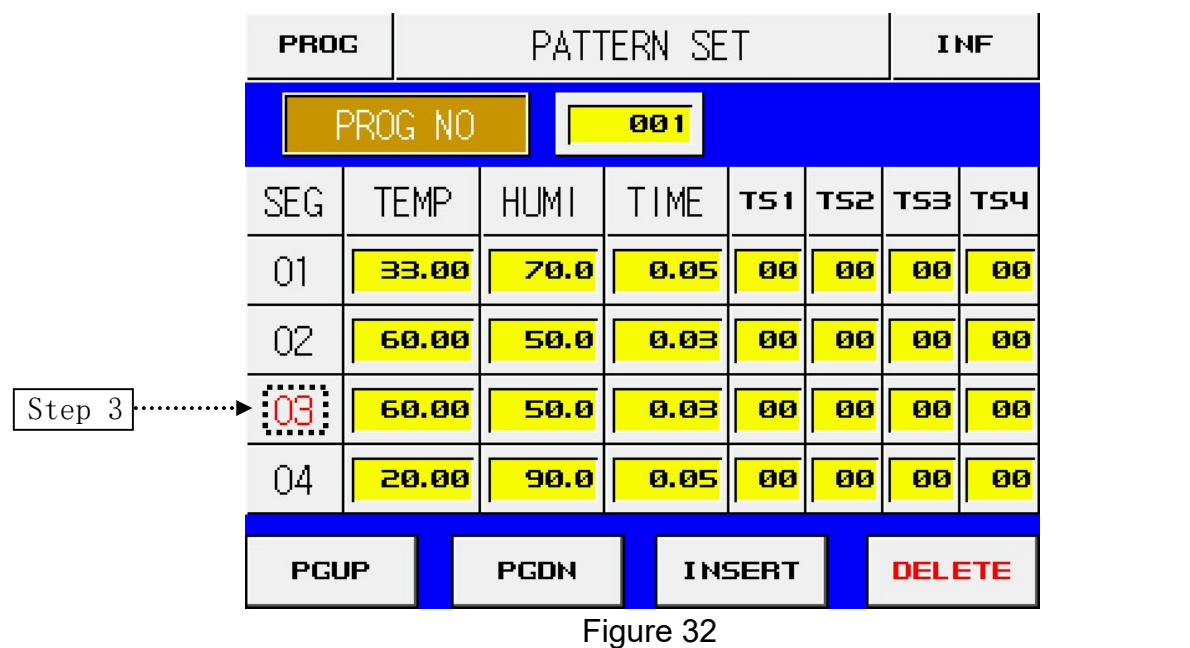 PROG PATTERN SET INF
PROG NO 001
SEG TEMP HUMI TIME TS1 TS2 TS3 TS4
01 33.00 70.0 0.05 00 00 00 00
02 60.00 50.0 0.03 00 00 00 00
Step 3 03 60.00 50.0 0.03 00 00 00 00
04 20.00 90.0 0.05 00 00 00 00
PGUP PGDN INSERT DELETE
Figure 32